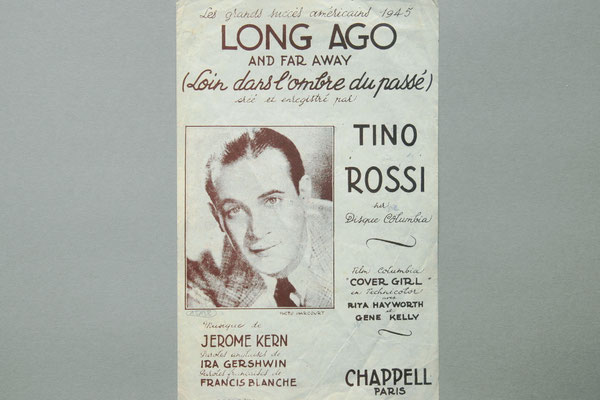 Les grands succès américains 1945
LONG AGO
AND FAR AWAY
(Loin dans l'ombre du passé)
créé et enregistré par
TINO
ROSSI
sur
Disque Columbia
Film Columbia
"COVER GIRL"
en Technicolor
avec
RITA HAYWORTH
et
GENE KELLY
PHOTO HARCOURT
Musique de
JEROME KERN
Paroles anglaises de
IRA GERSHWIN
Paroles françaises de
FRANCIS BLANCHE
CHAPPELL
PARIS